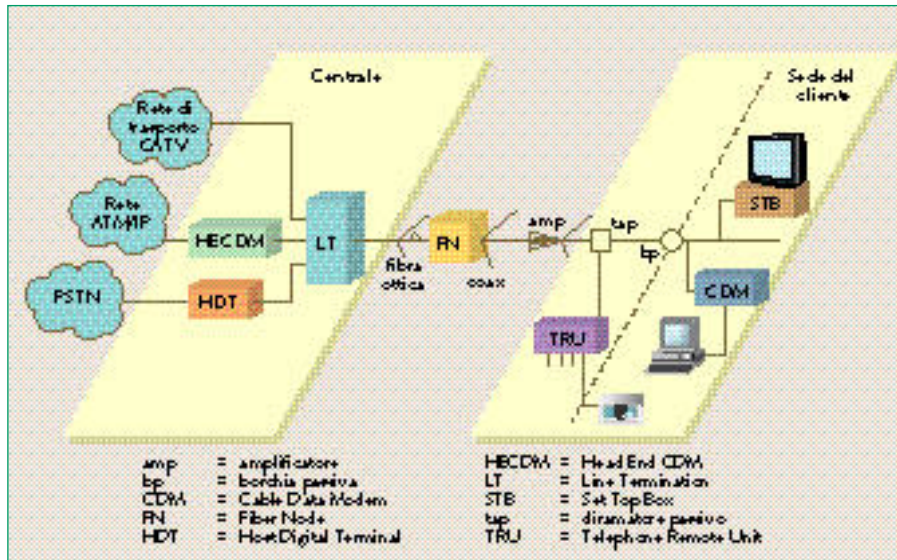 Centrale
Sede del
cliente
Rete di
trasporto
CATV
Rete
ATM/IP
PSTN
HECDM
HDT
LT
fibra
ottica
FN
coax
amp
tap
bp
STB
CDM
TRU
amp = amplificatore
bp = borchia passiva
CDM = Cable Data Modem
FN = Fiber Node
HDT = Host Digital Terminal
HECDM = Head End CDM
LT = Line Termination
STB = Set Top Box
tap = diramatore passivo
TRU = Telephone Remote Unit